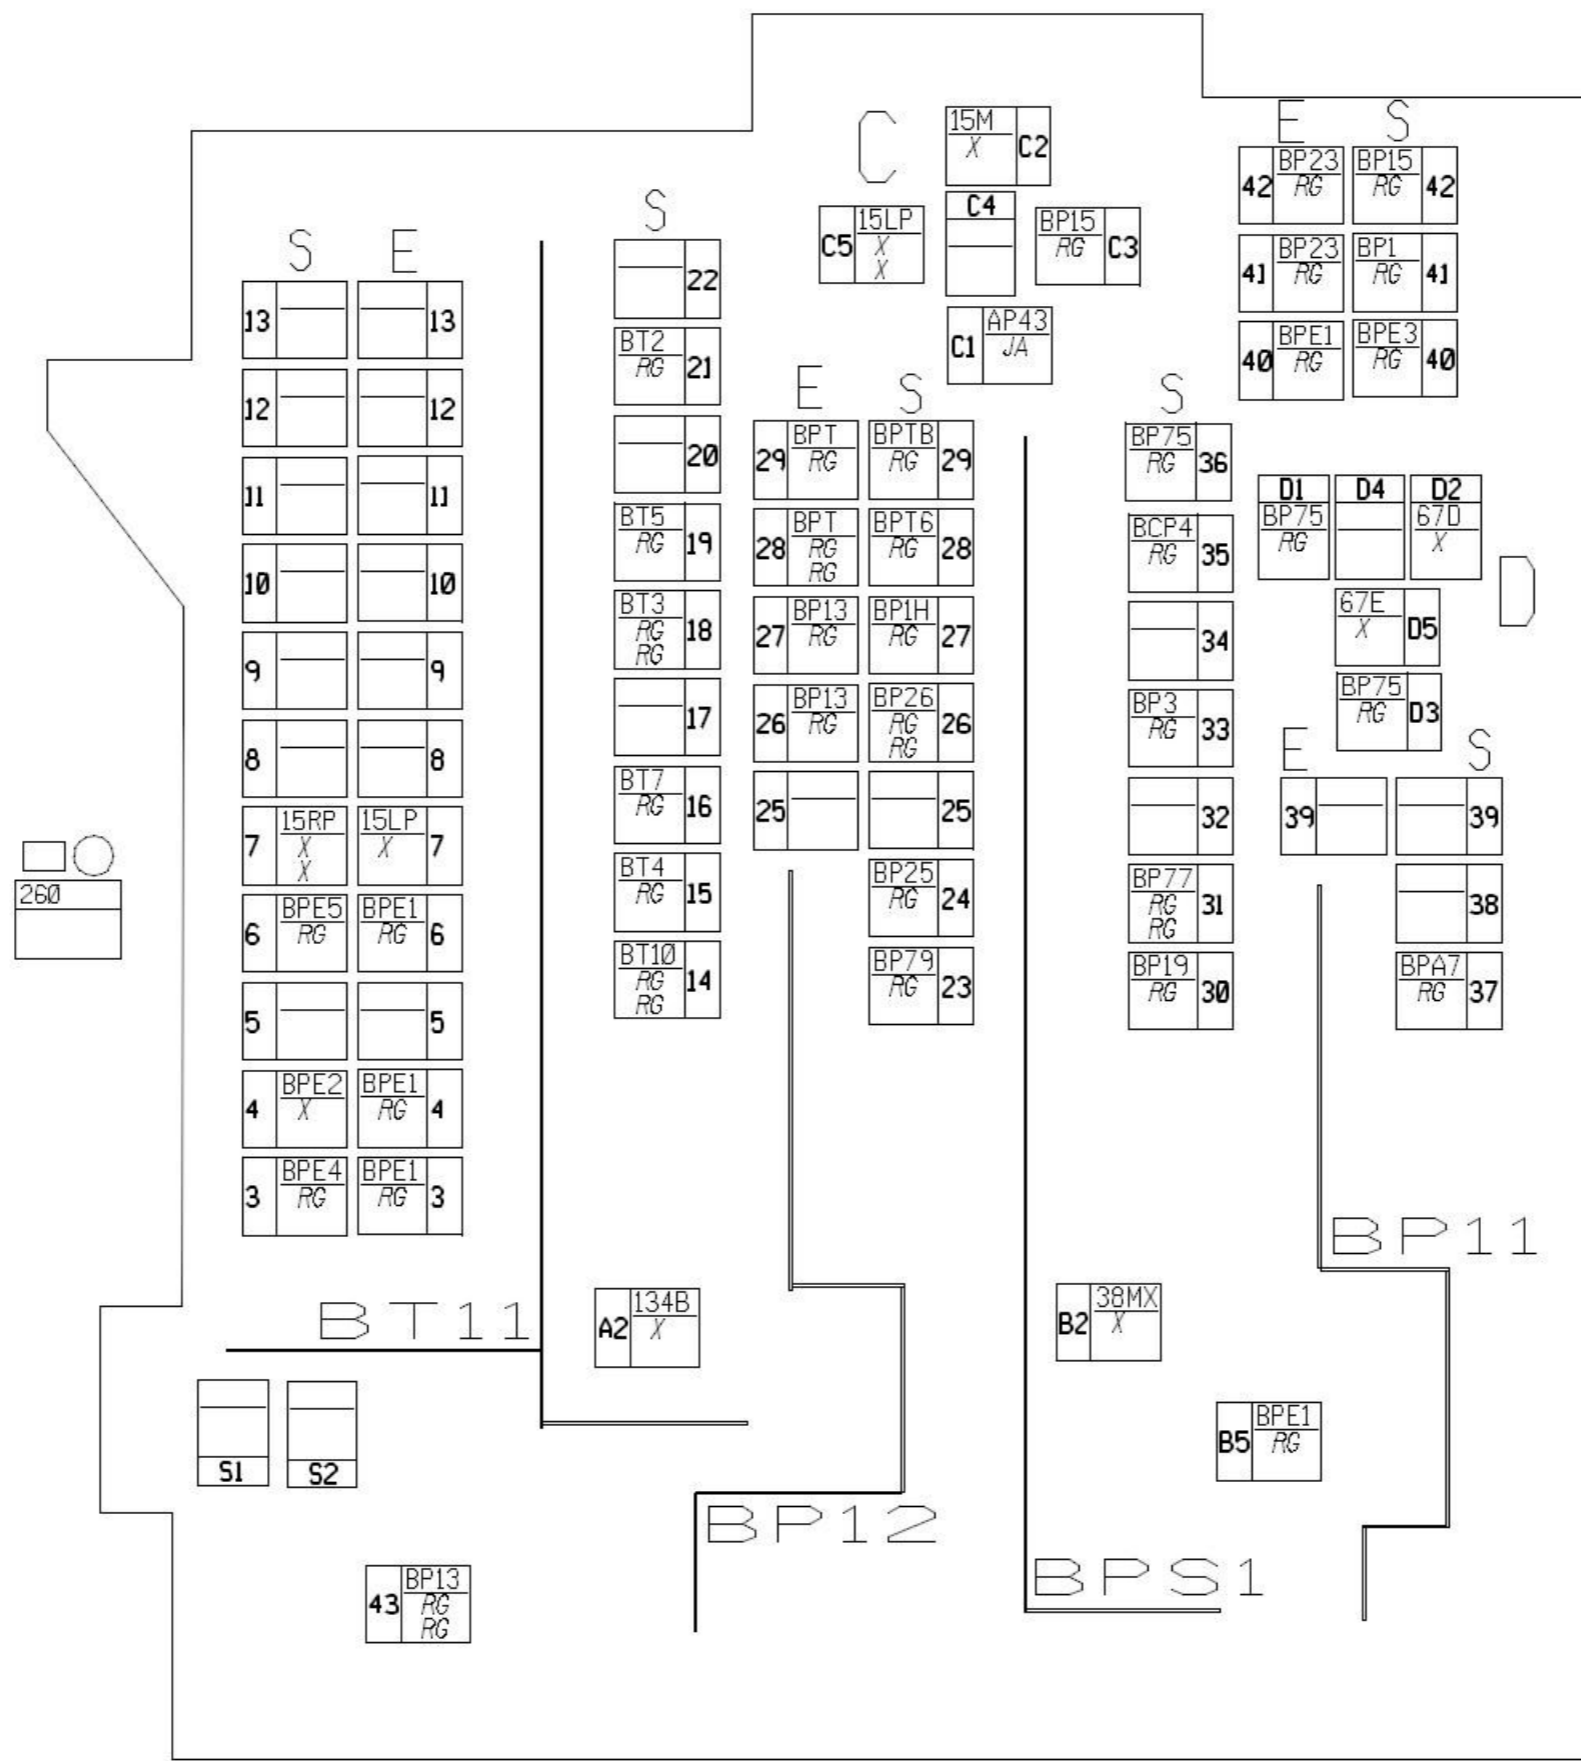 C
15M
X
C2
C4
C5
15LP
X
X
BP15
RG
C3
C1
AP43
JA
E S
42 BP23
RG
BP15 42
RG
41 BP23
RG
BP1 41
RG
40 BPE1
RG
BPE3 40
RG
S E
13 13
12 12
11 11
10 10
9 9
8 8
7 15RP
X
X
15LP 7
X
6 BPE5
RG
BPE1 6
RG
5 5
4 BPE2
X
BPE1 4
RG
3 BPE4
RG
BPE1 3
RG
BT11
S1 S2
260
43 BP13
RG
RG
S
22
BT2 21
RG
20
BT5 19
RG
BT3 18
RG
RG
17
BT7 16
RG
BT4 15
RG
BT10 14
RG
RG
A2 134B
X
E S
29 BPT
RG
BPTB 29
RG
28 BPT
RG
RG
BPT6 28
RG
27 BP13
RG
BP1H 27
RG
26 BP13
RG
BP26 26
RG
RG
25 25
BP25 24
RG
BP79 23
RG
BP12
S
BP75 36
RG
BCP4 35
RG
34
BP3 33
RG
32
BP77 31
RG
RG
BP19 30
RG
B2 38MX
X
B5 BPE1
RG
BPS1
D
D1 D4 D2
BP75
RG
67D
X
67E D5
X
BP75 D3
RG
E S
39 39
38
BPA7 37
RG
BP11